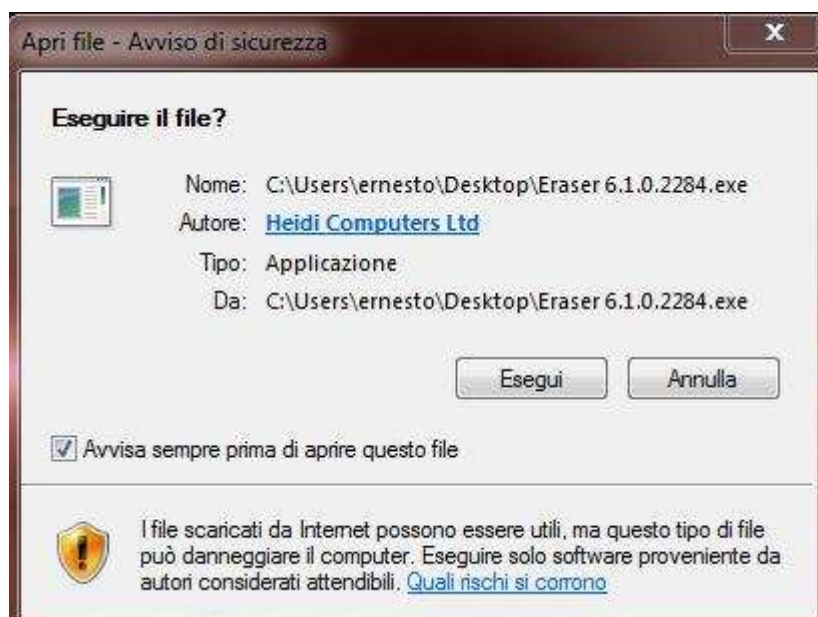 Apri file - Avviso di sicurezza
Eseguire il file?
Nome: C:\Users\ernesto\Desktop\Eraser 6.1.0.2284.exe
Autore: Heidi Computers Ltd
Tipo: Applicazione
Da: C:\Users\ernesto\Desktop\Eraser 6.1.0.2284.exe
Esegui Annulla
Avvisa sempre prima di aprire questo file
I file scaricati da Internet possono essere utili, ma questo tipo di file
può danneggiare il computer. Eseguire solo software proveniente da
autori considerati attendibili. Quali rischi si corrono